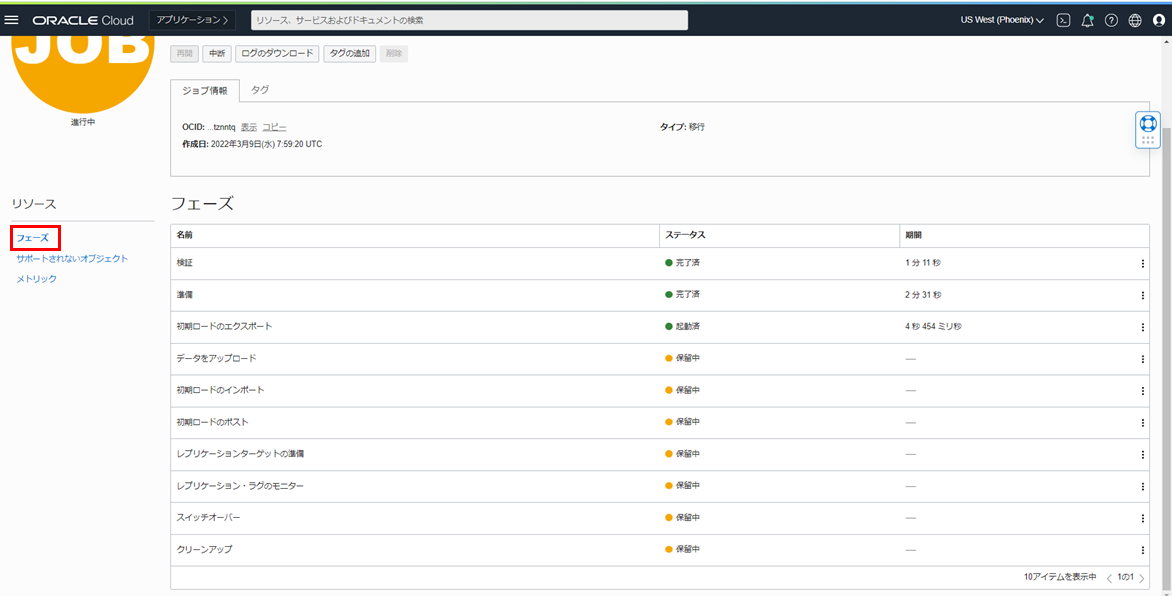 ORACLE Cloud アプリケーション リソース、サービスおよびドキュメントの検索 US West (Phoenix)
JOB
進行中
再開 中断 ログのダウンロード タグの追加 削除
ジョブ情報 タグ
OCID: ...tznntq 表示 コピー タイプ: 移行
作成日: 2022年3月9日(水) 7:59:20 UTC
リソース
フェーズ
サポートされないオブジェクト
メトリック
フェーズ
名前 ステータス 期間
検証 完了済 1 分 11 秒
準備 完了済 2 分 31 秒
初期ロードのエクスポート 起動済 4 秒 454 ミリ秒
データをアップロード 保留中 —
初期ロードのインポート 保留中 —
初期ロードのポスト 保留中 —
レプリケーションターゲットの準備 保留中 —
レプリケーション・ラグのモニター 保留中 —
スイッチオーバー 保留中 —
クリーンアップ 保留中 —
10アイテムを表示中 1の1